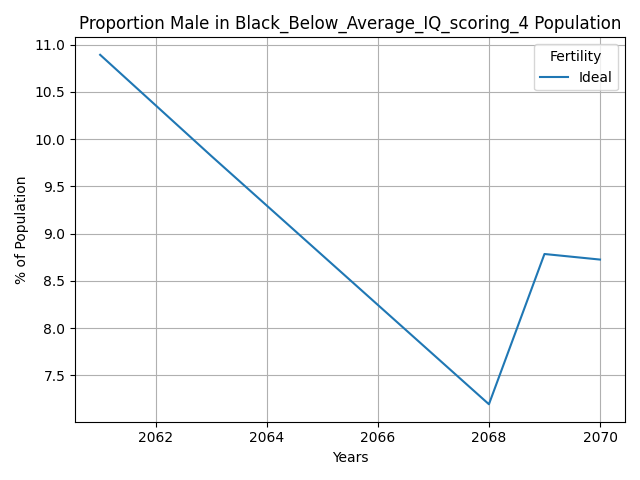 Proportion Male in Black_Below_Average_IQ_scoring_4 Population
11.0
10.5
10.0
9.5
9.0
8.5
8.0
7.5
% of Population
Fertility
Ideal
2062 2064 2066 2068 2070
Years